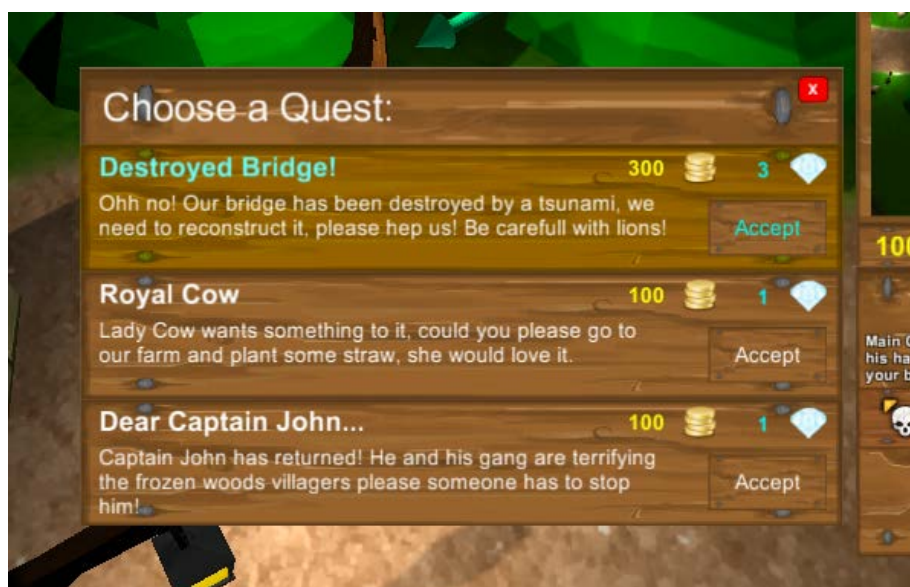 Choose a Quest:
x
Destroyed Bridge!
300
3
Ohh no! Our bridge has been destroyed by a tsunami, we
need to reconstruct it, please hep us! Be carefull with lions!
Accept
Royal Cow
100
1
Lady Cow wants something to it, could you please go to
our farm and plant some straw, she would love it.
Accept
Dear Captain John...
100
1
Captain John has returned! He and his gang are terrifying
the frozen woods villagers please someone has to stop
him!
Accept
100
Main
his
your